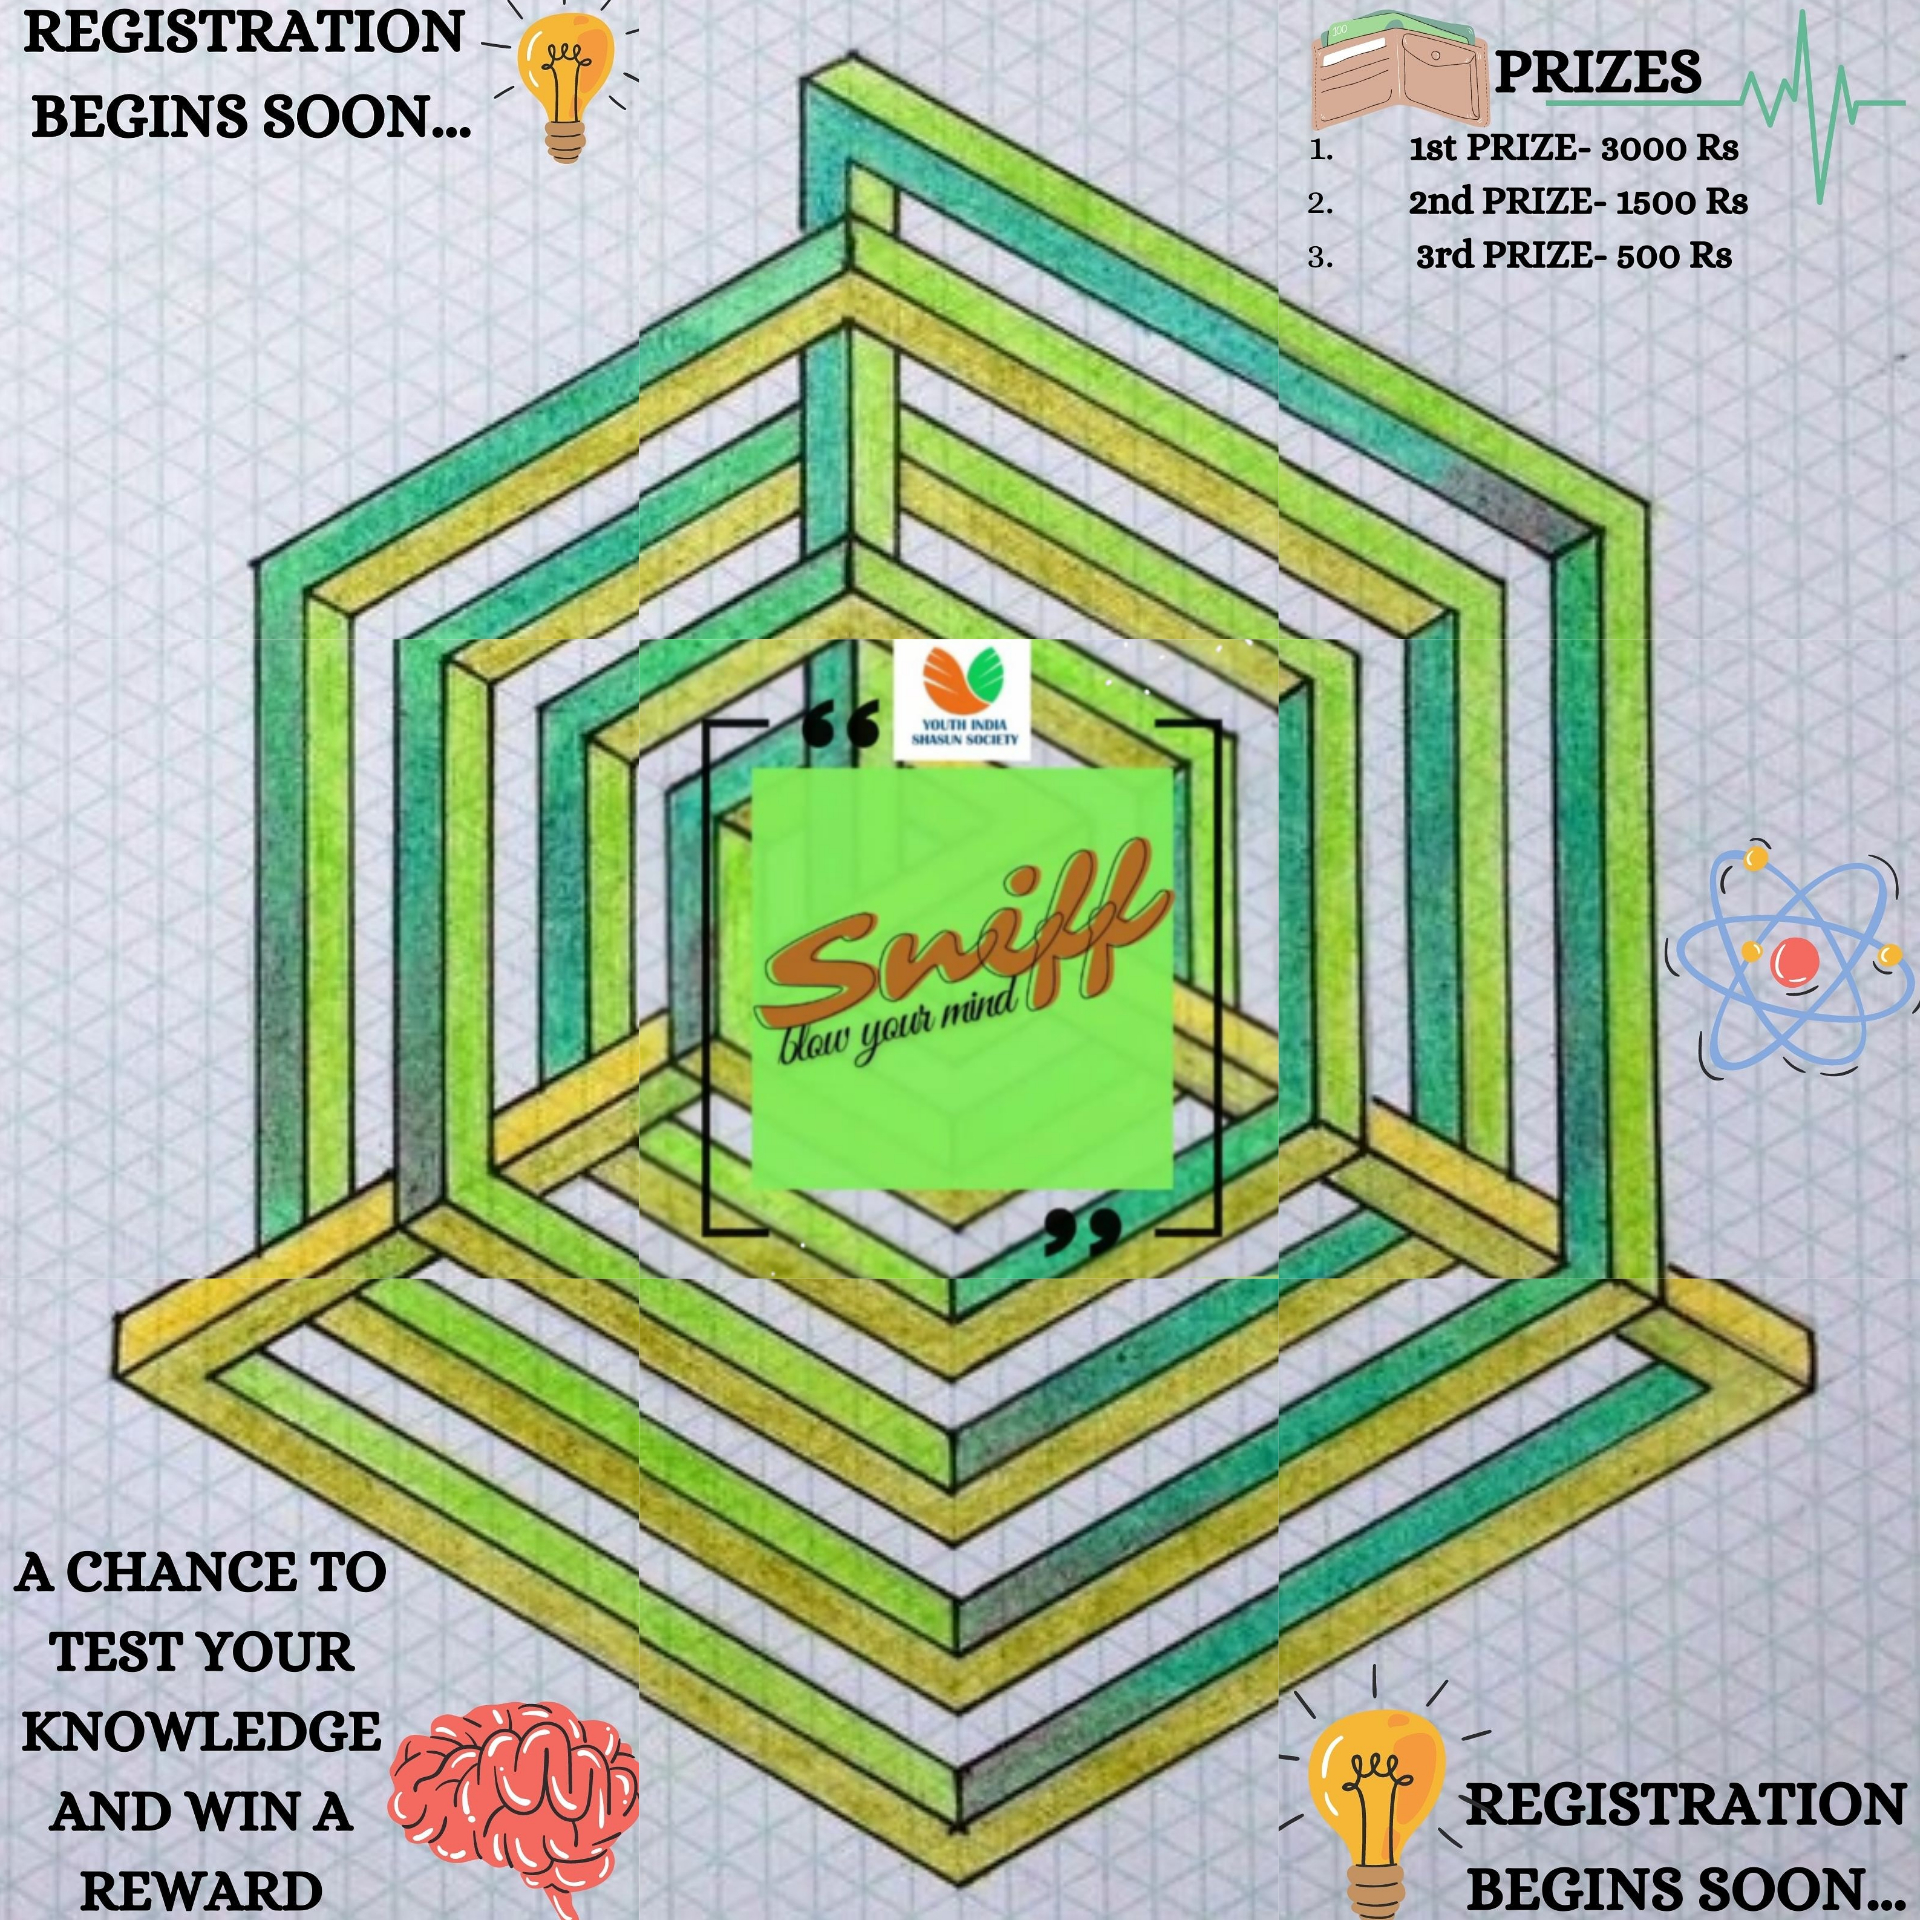 REGISTRATION
BEGINS SOON...
100
PRIZES
1. 1st PRIZE- 3000 Rs
2. 2nd PRIZE- 1500 Rs
3. 3rd PRIZE- 500 Rs
“
YOUTH INDIA
SHASUN SOCIETY
Sniff
blow your mind
”
A CHANCE TO
TEST YOUR
KNOWLEDGE
AND WIN A
REWARD
REGISTRATION
BEGINS SOON...